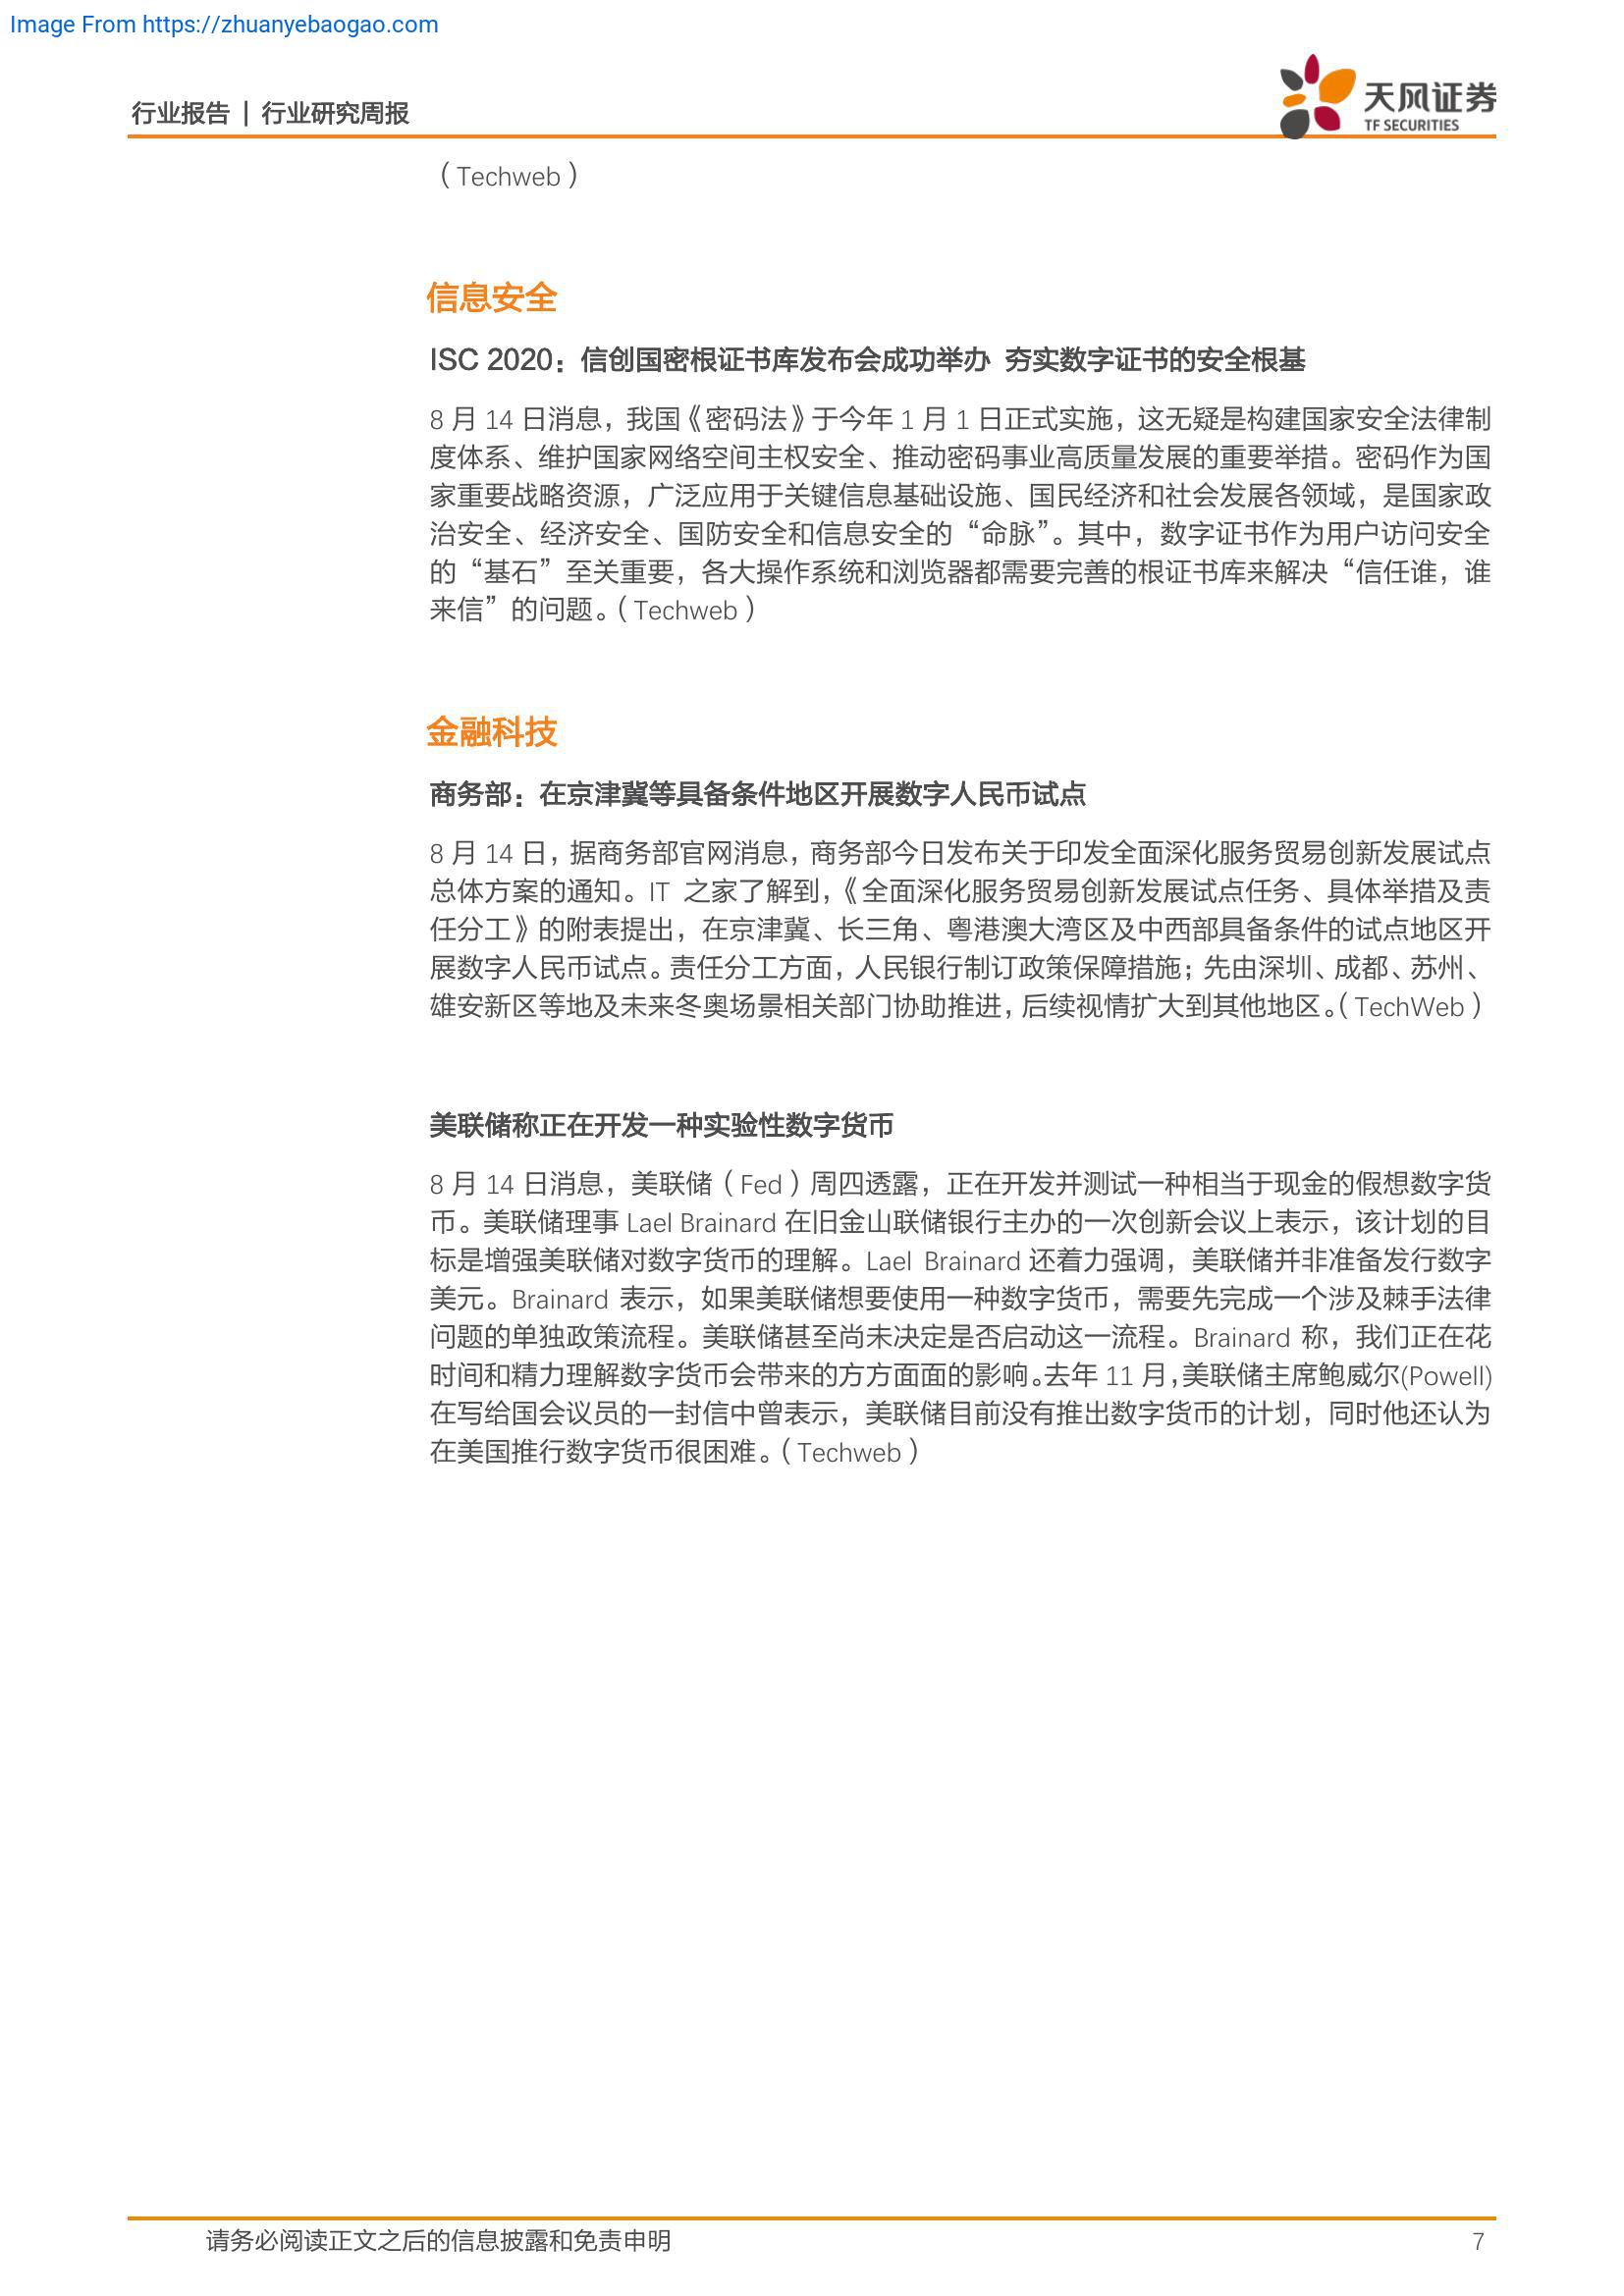 Image From https://zhuanyebaogao.com
行业报告 | 行业研究周报
天风证券
TF SECURITIES
（Techweb）
信息安全
ISC 2020：信创国密根证书库发布会成功举办 夯实数字证书的安全根基
8 月 14 日消息，我国《密码法》于今年 1 月 1 日正式实施，这无疑是构建国家安全法律制
度体系、维护国家网络空间主权安全、推动密码事业高质量发展的重要举措。密码作为国
家重要战略资源，广泛应用于关键信息基础设施、国民经济和社会发展各领域，是国家政
治安全、经济安全、国防安全和信息安全的“命脉”。其中，数字证书作为用户访问安全
的“基石”至关重要，各大操作系统和浏览器都需要完善的根证书库来解决“信任谁，谁
来信”的问题。（Techweb）
金融科技
商务部：在京津冀等具备条件地区开展数字人民币试点
8 月 14 日，据商务部官网消息，商务部今日发布关于印发全面深化服务贸易创新发展试点
总体方案的通知。IT 之家了解到，《全面深化服务贸易创新发展试点任务、具体举措及责
任分工》的附表提出，在京津冀、长三角、粤港澳大湾区及中西部具备条件的试点地区开
展数字人民币试点。责任分工方面，人民银行制订政策保障措施；先由深圳、成都、苏州、
雄安新区等地及未来冬奥场景相关部门协助推进，后续视情扩大到其他地区。（TechWeb）
美联储称正在开发一种实验性数字货币
8 月 14 日消息，美联储（Fed）周四透露，正在开发并测试一种相当于现金的假想数字货
币。美联储理事 Lael Brainard 在旧金山联储银行主办的一次创新会议上表示，该计划的目
标是增强美联储对数字货币的理解。Lael Brainard 还着力强调，美联储并非准备发行数字
美元。Brainard 表示，如果美联储想要使用一种数字货币，需要先完成一个涉及棘手法律
问题的单独政策流程。美联储甚至尚未决定是否启动这一流程。Brainard 称，我们正在花
时间和精力理解数字货币会带来的方方面面的影响。去年 11 月，美联储主席鲍威尔(Powell)
在写给国会议员的一封信中曾表示，美联储目前没有推出数字货币的计划，同时他还认为
在美国推行数字货币很困难。（Techweb）
请务必阅读正文之后的信息披露和免责申明
7